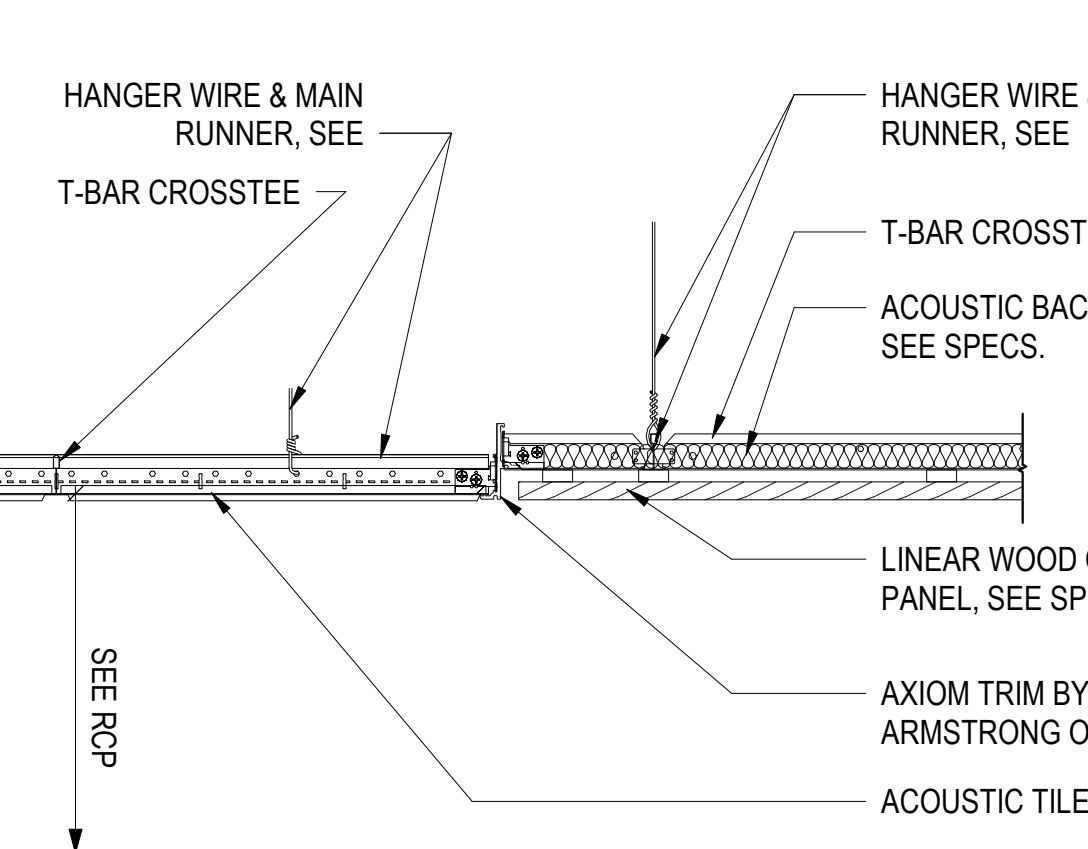 HANGER WIRE & MAIN
RUNNER, SEE
T-BAR CROSSTEE
HANGER WIRE
RUNNER, SEE
T-BAR CROSST
ACOUSTIC BAC
SEE SPECS.
LINEAR WOOD
PANEL, SEE SP
AXIOM TRIM BY
ARMSTRONG O
ACOUSTIC TILE
SEE RCP